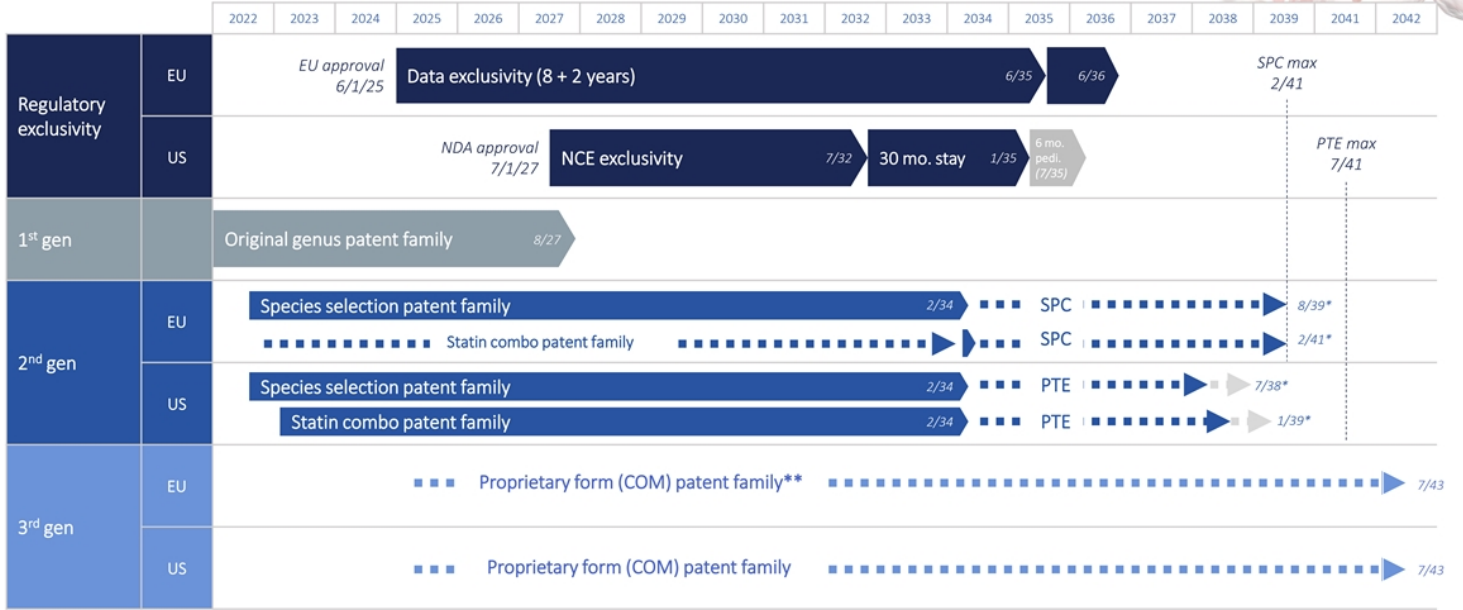 2022 2023 2024 2025 2026 2027 2028 2029 2030 2031 2032 2033 2034 2035 2036 2037 2038 2039 2041 2042
Regulatory
exclusivity
EU
EU approval
6/1/25
Data exclusivity (8 + 2 years)
6/35
6/36
SPC max
2/41
US
NDA approval
7/1/27
NCE exclusivity
7/32
30 mo. stay
1/35
6 mo.
pedi.
(7/35)
PTE max
7/41
1st gen
Original genus patent family
8/27
2nd gen
EU
Species selection patent family
2/34
SPC
8/39*
Statin combo patent family
SPC
2/41*
US
Species selection patent family
2/34
PTE
7/38*
Statin combo patent family
2/34
PTE
1/39*
3rd gen
EU
Proprietary form (COM) patent family**
7/43
US
Proprietary form (COM) patent family
7/43